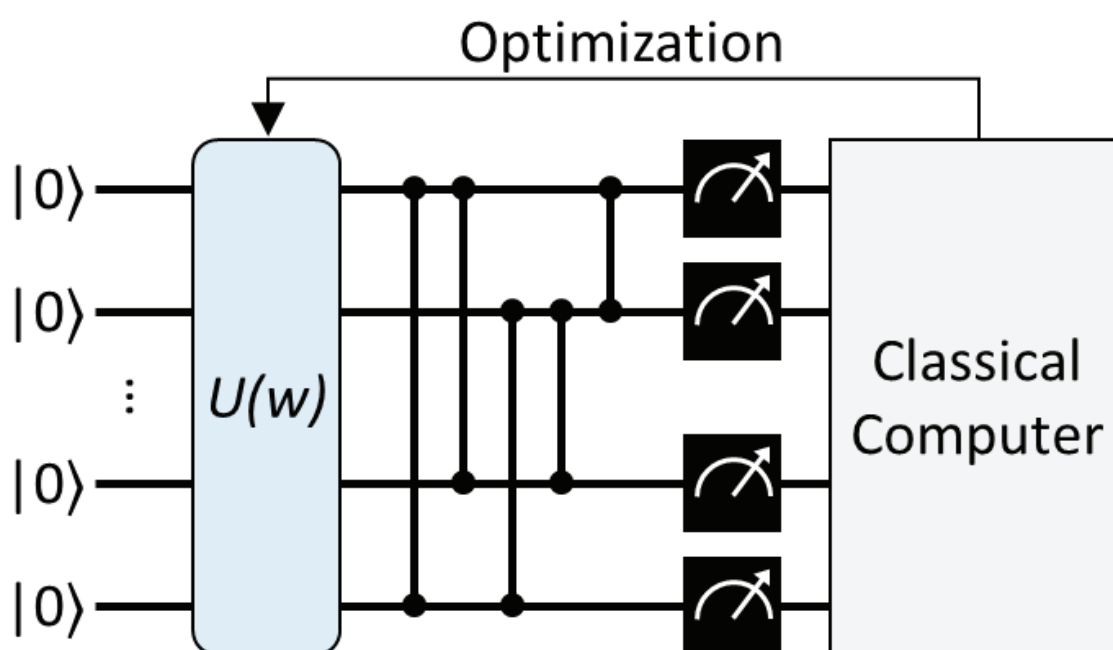 Optimization
|0⟩
|0⟩
⋮
U(w)
|0⟩
|0⟩
Classical
Computer